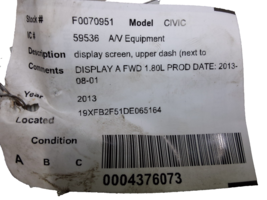 Stock # F0070951 Model CIVIC
IC # 59536 A/V Equipment
Description display screen, upper dash (next to
Comments DISPLAY A FWD 1.80L PROD DATE: 2013-
08-01
Year 2013
19XFB2F51DE065164
Located
Condition
A B C
0004376073